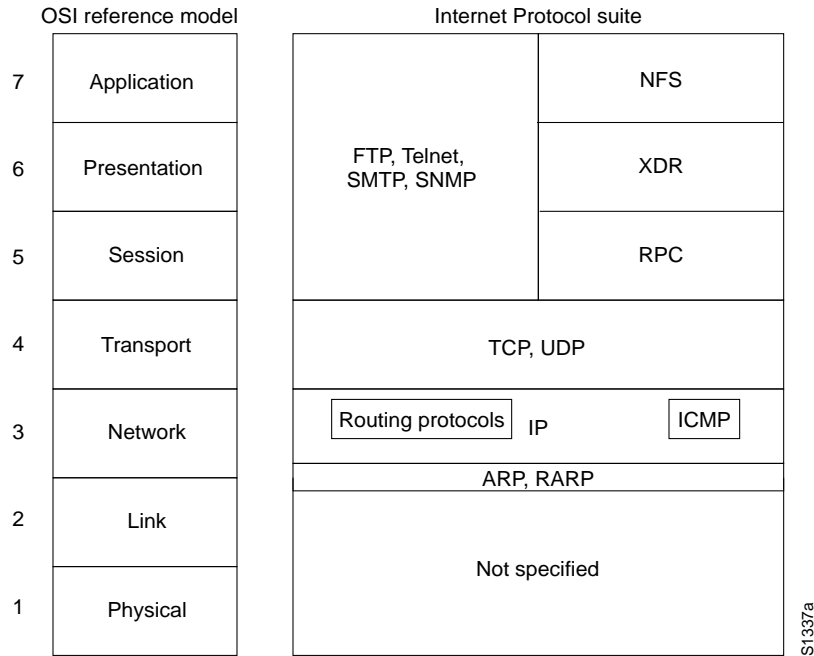 OSI reference model
Internet Protocol suite
7
Application
NFS
6
Presentation
FTP, Telnet,
SMTP, SNMP
XDR
5
Session
RPC
4
Transport
TCP, UDP
3
Network
Routing protocols
IP
ICMP
ARP, RARP
2
Link
Not specified
1
Physical
S1337a